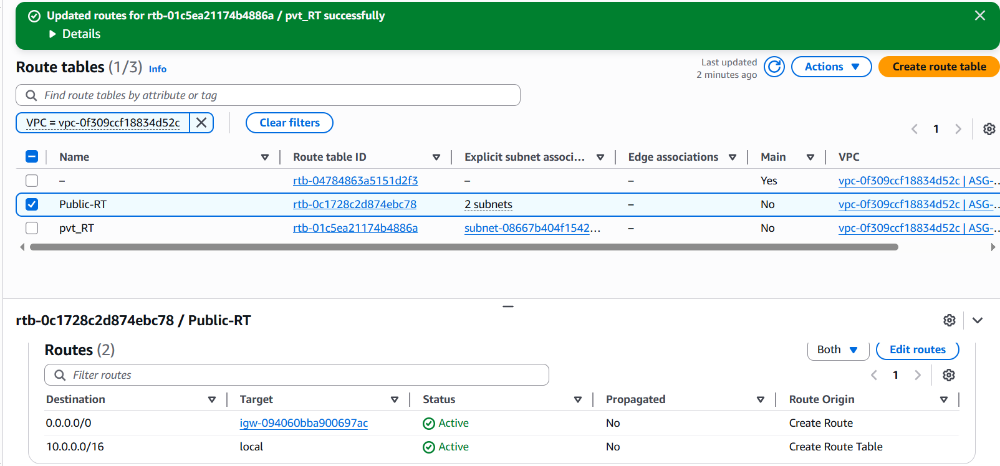 Updated routes for rtb-01c5ea21174b4886a / pvt_RT successfully
Details
Route tables (1/3) Info
Last updated
2 minutes ago
Actions
Create route table
Find route tables by attribute or tag
VPC = vpc-0f309ccf18834d52c
Clear filters
1
Name Route table ID Explicit subnet associ... Edge associations Main VPC
– rtb-04784863a5151d2f3 – – Yes vpc-0f309ccf18834d52c | ASG-...
Public-RT rtb-0c1728c2d874ebc78 2 subnets – No vpc-0f309ccf18834d52c | ASG-...
pvt_RT rtb-01c5ea21174b4886a subnet-08667b404f1542... – No vpc-0f309ccf18834d52c | ASG-...
rtb-0c1728c2d874ebc78 / Public-RT
Routes (2)
Both
Edit routes
Filter routes
1
Destination Target Status Propagated Route Origin
0.0.0.0/0 igw-094060bba900697ac Active No Create Route
10.0.0.0/16 local Active No Create Route Table